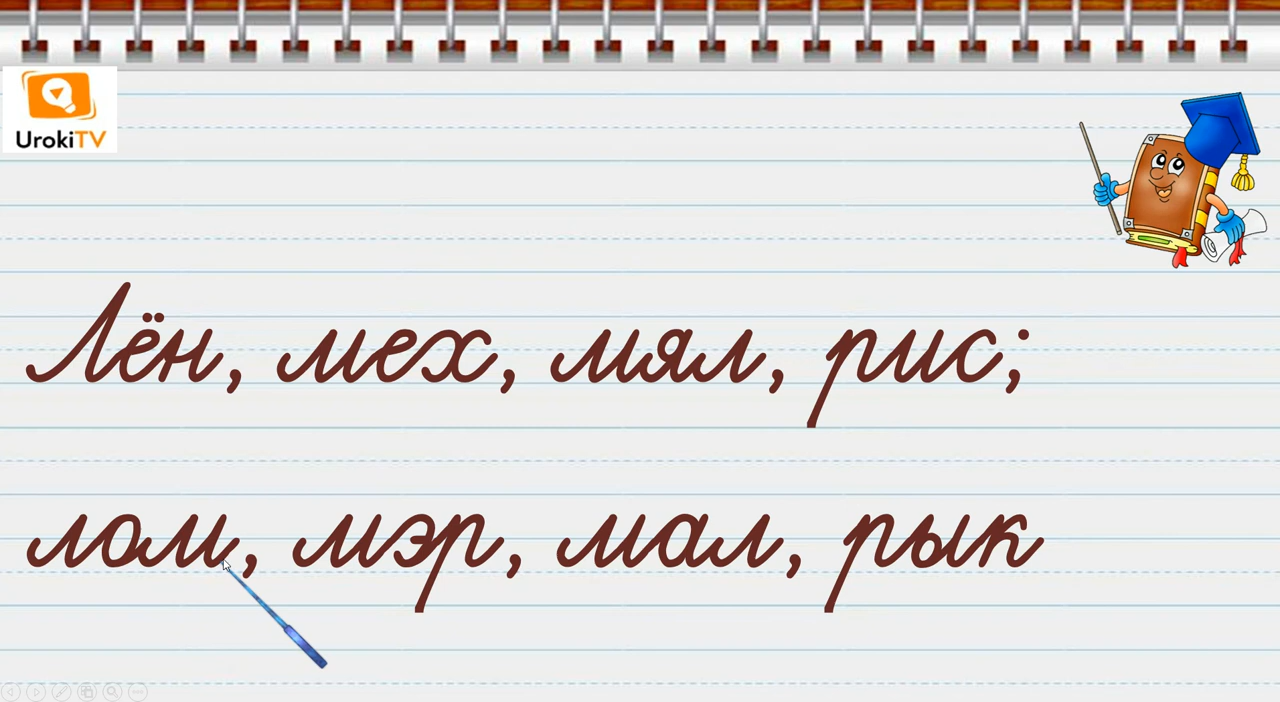 UrokiTV
Лён, мех, мял, рис;
лом, мэр, мал, рык